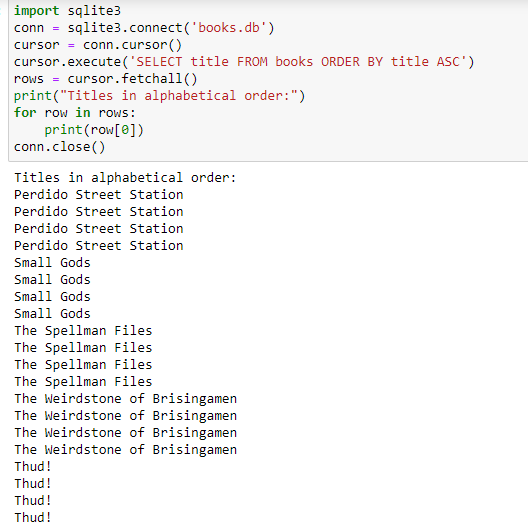 import sqlite3
conn = sqlite3.connect('books.db')
cursor = conn.cursor()
cursor.execute('SELECT title FROM books ORDER BY title ASC')
rows = cursor.fetchall()
print("Titles in alphabetical order:")
for row in rows:
    print(row[0])
conn.close()
Titles in alphabetical order:
Perdido Street Station
Perdido Street Station
Perdido Street Station
Perdido Street Station
Small Gods
Small Gods
Small Gods
Small Gods
The Spellman Files
The Spellman Files
The Spellman Files
The Spellman Files
The Weirdstone of Brisingamen
The Weirdstone of Brisingamen
The Weirdstone of Brisingamen
The Weirdstone of Brisingamen
Thud!
Thud!
Thud!
Thud!